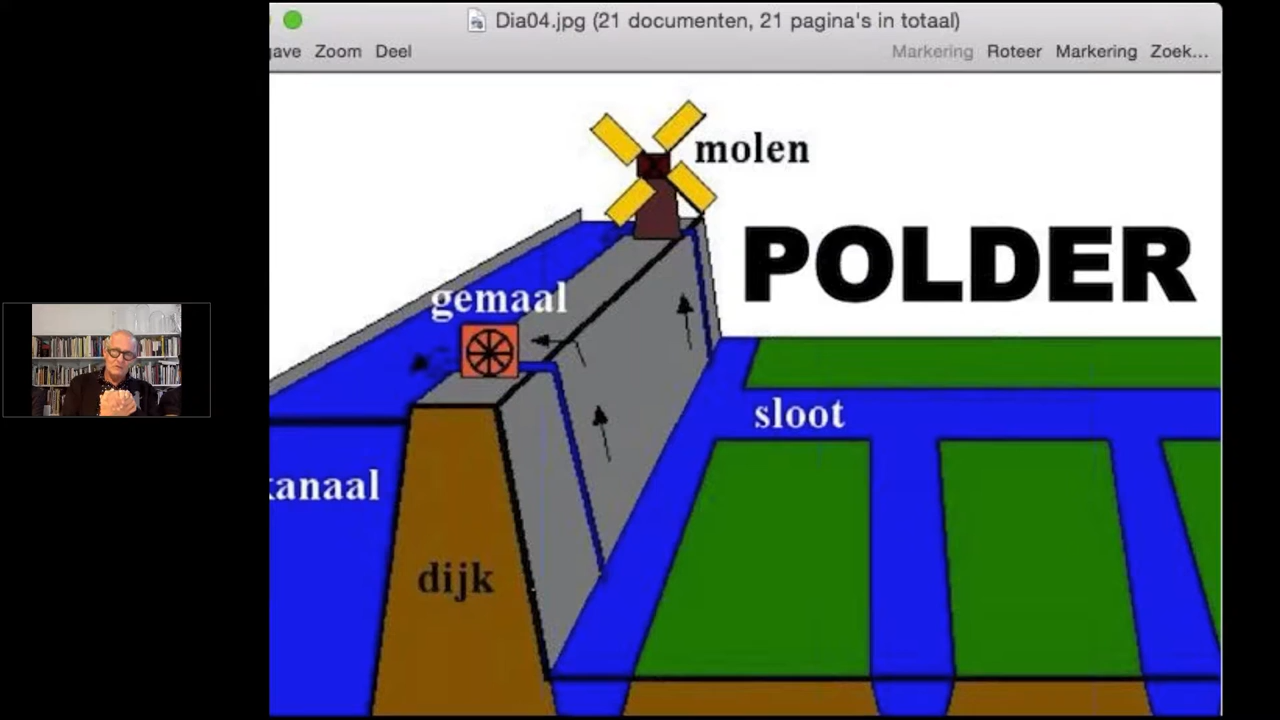 Dia04.jpg (21 documenten, 21 pagina's in totaal)
Zoom Deel Markering Roteer Markering Zoek...
molen
POLDER
gemaal
sloot
kanaal
dijk